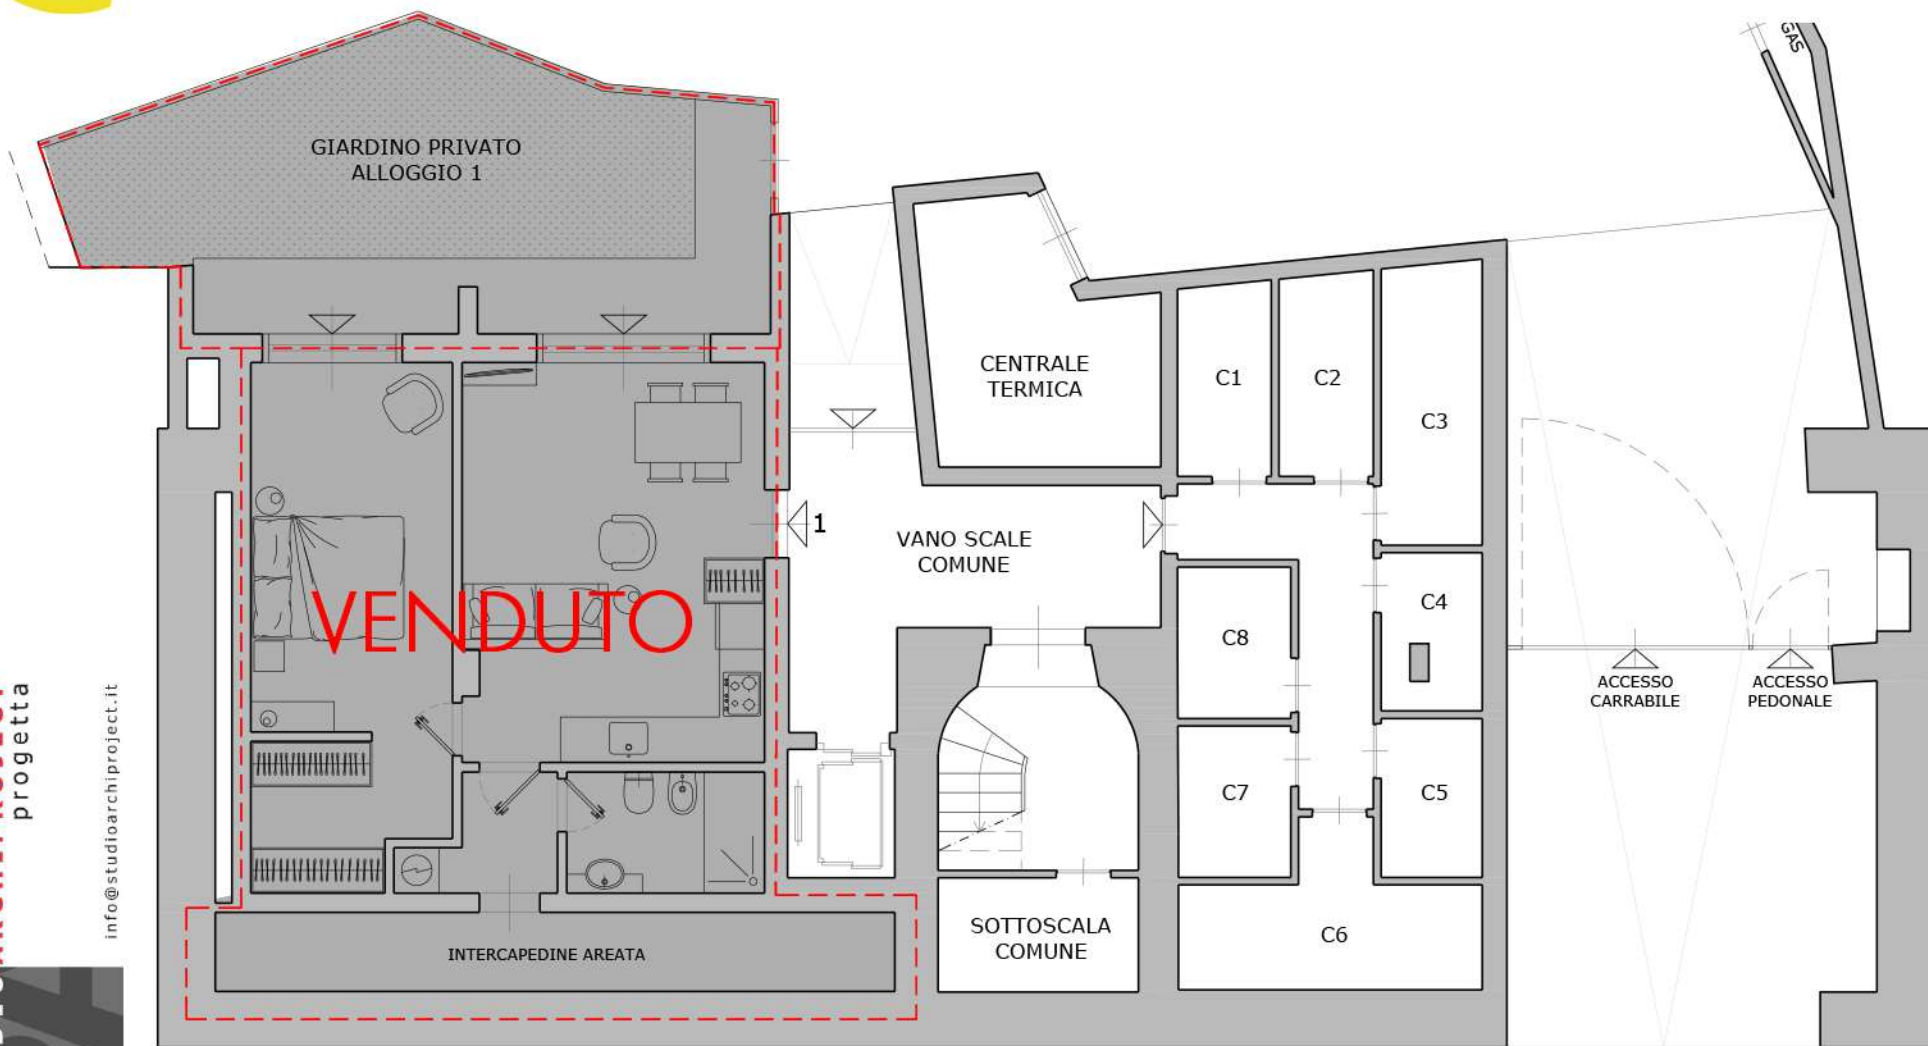 GAS
GIARDINO PRIVATO
ALLOGGIO 1
CENTRALE
TERMICA
C1
C2
C3
1
VANO SCALE
COMUNE
VENDUTO
C4
C8
ACCESSO
CARRABILE
ACCESSO
PEDONALE
C7
C5
SOTTOSCALA
COMUNE
C6
INTERCAPEDINE AREATA
progetta
info@studioarchiproject.it